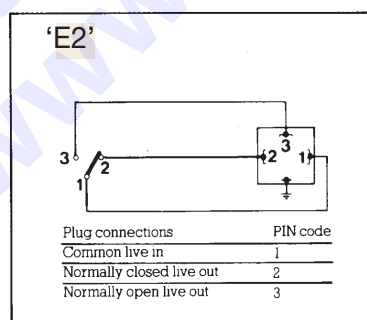 'E2'
3
3
2
2
1
1
Plug connections PIN code
Common live in 1
Normally closed live out 2
Normally open live out 3